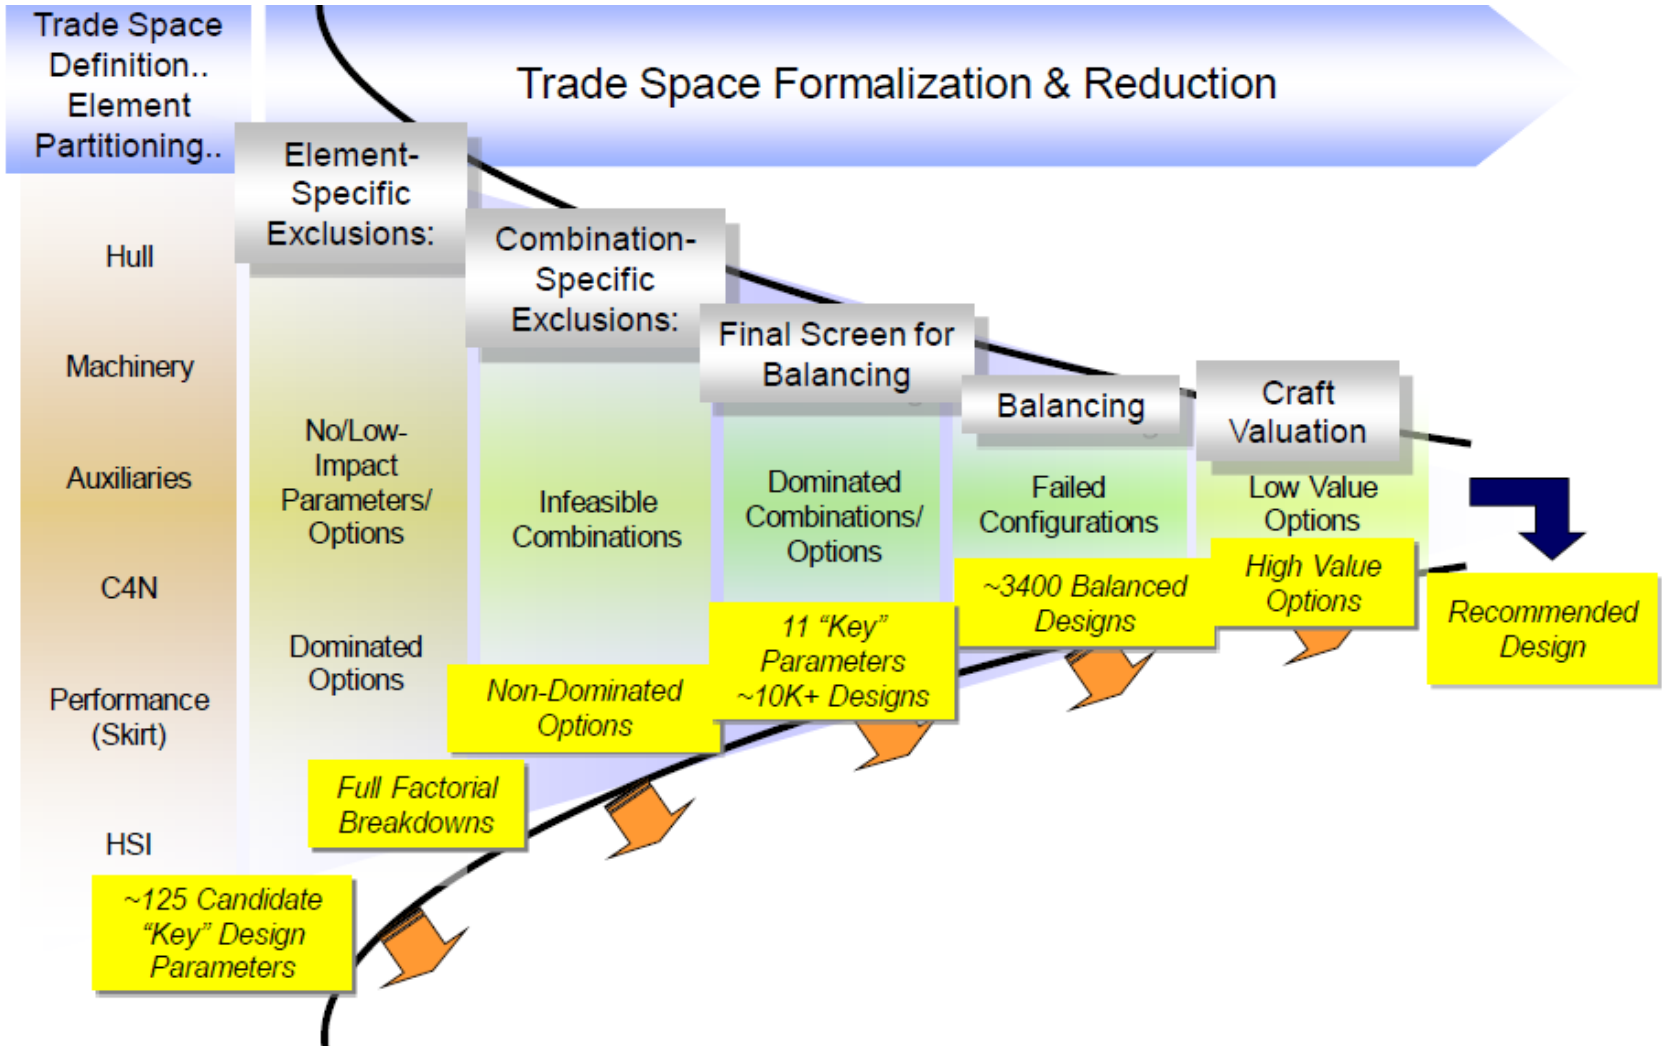 Trade Space
Definition..
Element
Partitioning..
Trade Space Formalization & Reduction
Hull
Machinery
Auxiliaries
C4N
Performance
(Skirt)
HSI
~125 Candidate
“Key” Design
Parameters
Element-
Specific
Exclusions:
No/Low-
Impact
Parameters/
Options
Dominated
Options
Full Factorial
Breakdowns
Combination-
Specific
Exclusions:
Infeasible
Combinations
Non-Dominated
Options
Final Screen for
Balancing
Dominated
Combinations/
Options
11 “Key”
Parameters
~10K+ Designs
Balancing
Failed
Configurations
~3400 Balanced
Designs
Craft
Valuation
Low Value
Options
High Value
Options
Recommended
Design